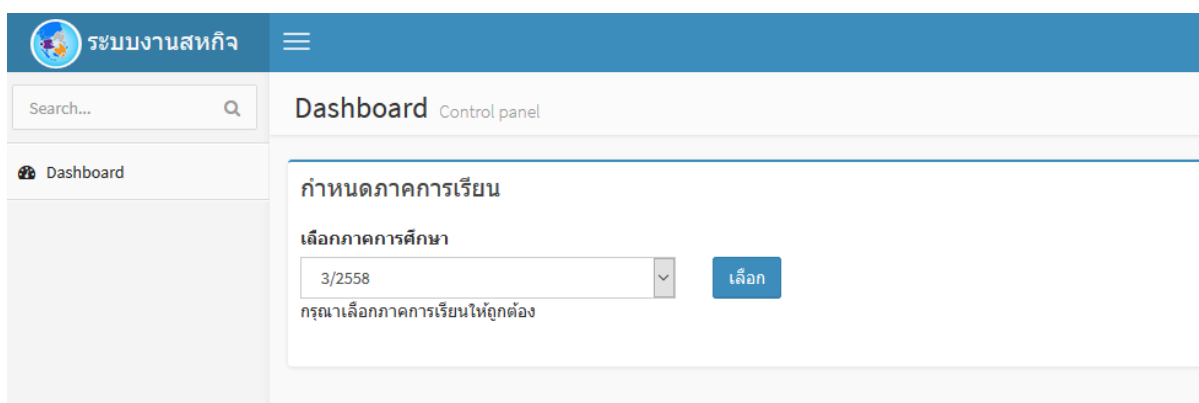 ระบบงานสหกิจ
Search...
Dashboard Control panel
Dashboard
กำหนดภาคการเรียน
เลือกภาคการศึกษา
3/2558
เลือก
กรุณาเลือกภาคการเรียนให้ถูกต้อง